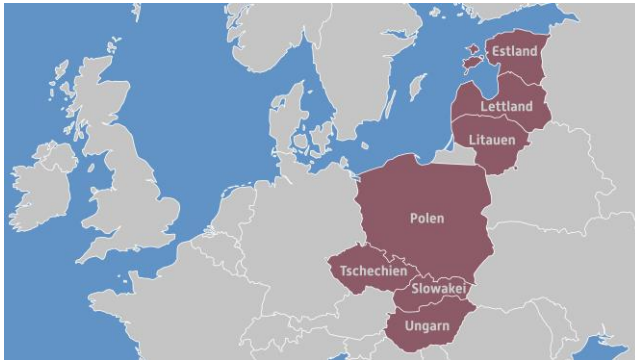 Estland
Lettland
Litauen
Polen
Tschechien
Slowakei
Ungarn